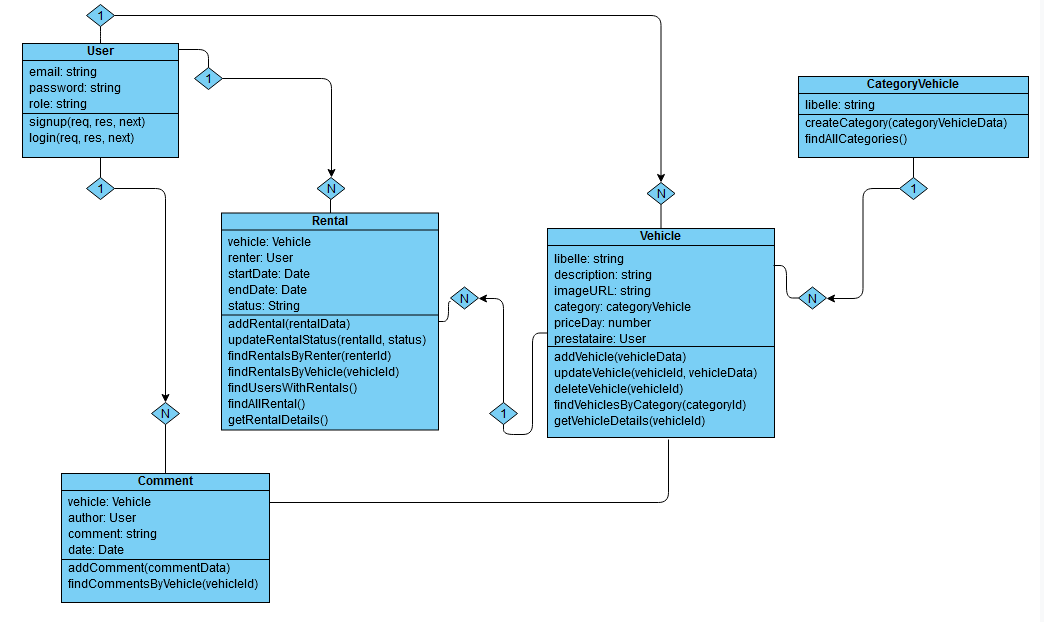 1
User
email: string
password: string
role: string
signup(req, res, next)
login(req, res, next)
1
1
CategoryVehicle
libelle: string
createCategory(categoryVehicleData)
findAllCategories()
1
N
N
1
Rental
vehicle: Vehicle
renter: User
startDate: Date
endDate: Date
status: String
addRental(rentalData)
updateRentalStatus(rentalId, status)
findRentalsByRenter(renterId)
findRentalsByVehicle(vehicleId)
findUsersWithRentals()
findAllRental()
getRentalDetails()
N
Vehicle
libelle: string
description: string
imageURL: string
category: categoryVehicle
priceDay: number
prestataire: User
addVehicle(vehicleData)
updateVehicle(vehicleId, vehicleData)
deleteVehicle(vehicleId)
findVehiclesByCategory(categoryId)
getVehicleDetails(vehicleId)
N
N
Comment
vehicle: Vehicle
author: User
comment: string
date: Date
addComment(commentData)
findCommentsByVehicle(vehicleId)